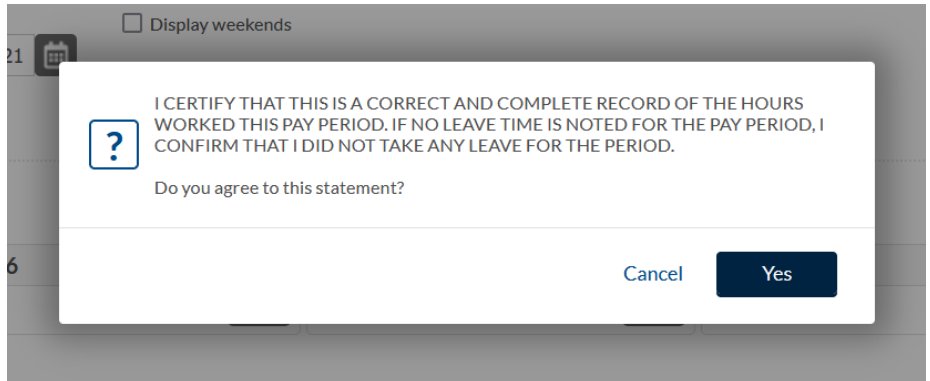 Display weekends
21
I CERTIFY THAT THIS IS A CORRECT AND COMPLETE RECORD OF THE HOURS
WORKED THIS PAY PERIOD. IF NO LEAVE TIME IS NOTED FOR THE PAY PERIOD, I
CONFIRM THAT I DID NOT TAKE ANY LEAVE FOR THE PERIOD.
?
Do you agree to this statement?
6
Cancel Yes